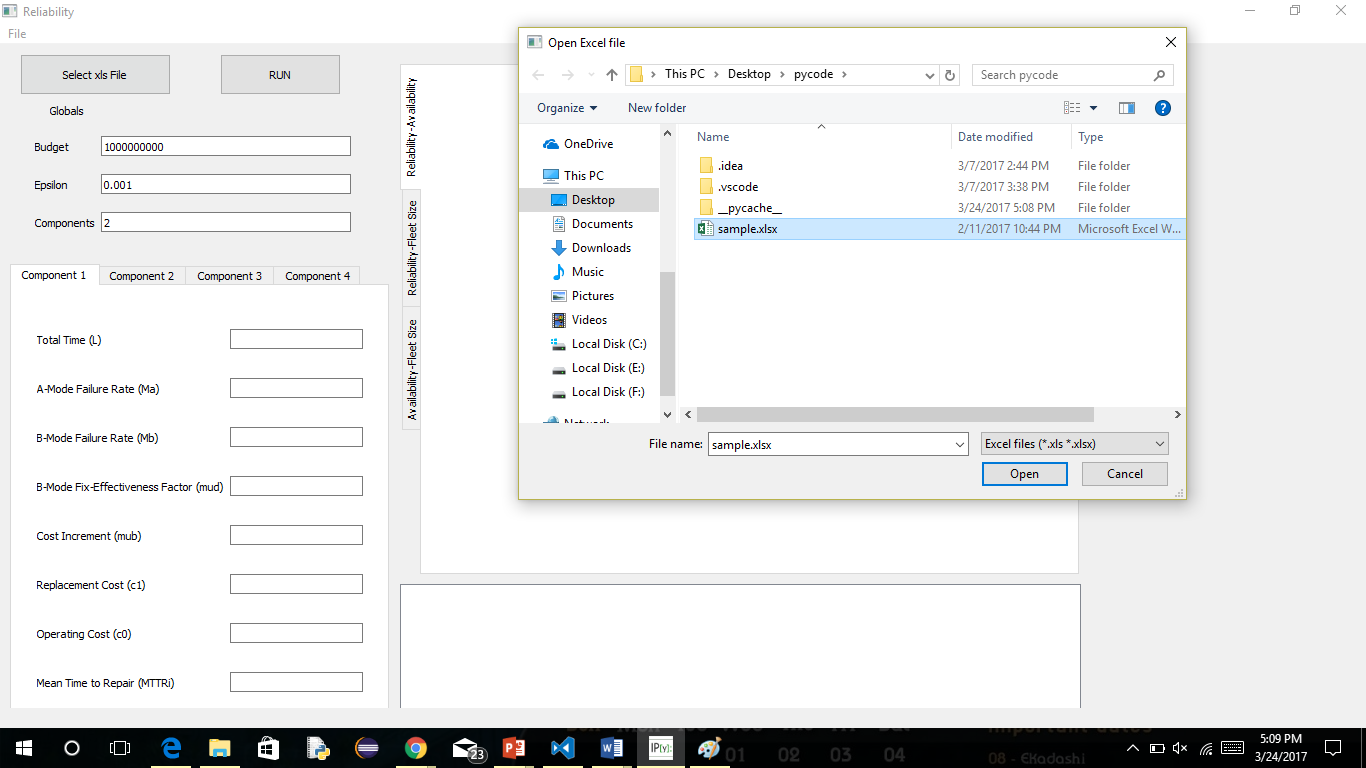 Reliability
File
Select xls File
RUN
Globals
Budget
1000000000
Epsilon
0.001
Components
2
Component 1
Component 2
Component 3
Component 4
Total Time (L)
A-Mode Failure Rate (Ma)
B-Mode Failure Rate (Mb)
B-Mode Fix-Effectiveness Factor (mud)
Cost Increment (mub)
Replacement Cost (c1)
Operating Cost (c0)
Mean Time to Repair (MTTRi)
Reliability-Availability
Reliability-Fleet Size
Availability-Fleet Size
Open Excel file
This PC
Desktop
pycode
Search pycode
Organize
New folder
OneDrive
This PC
Desktop
Documents
Downloads
Music
Pictures
Videos
Local Disk (C:)
Local Disk (E:)
Local Disk (F:)
Network
Name Date modified Type
.idea 3/7/2017 2:44 PM File folder
.vscode 3/7/2017 3:38 PM File folder
__pycache__ 3/24/2017 5:08 PM File folder
sample.xlsx 2/11/2017 10:44 PM Microsoft Excel W...
File name: sample.xlsx
Excel files (*.xls *.xlsx)
Open
Cancel
23
IP[y]:
01 02 03 04
08 - Ekadashi
5:09 PM
3/24/2017